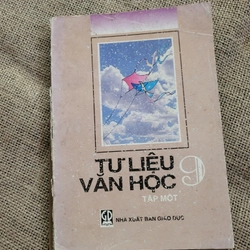 TƯ LIỆU
VĂN HỌC 9
TẬP MỘT
NHÀ XUẤT BẢN GIÁO DỤC